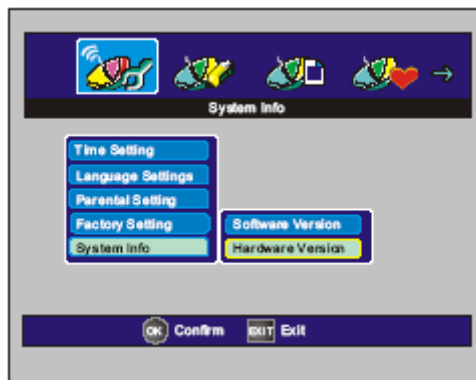 System Info
Time Setting
Language Settings
Parental Setting
Factory Setting
System Info
Software Version
Hardware Version
OK Confirm EXIT Exit